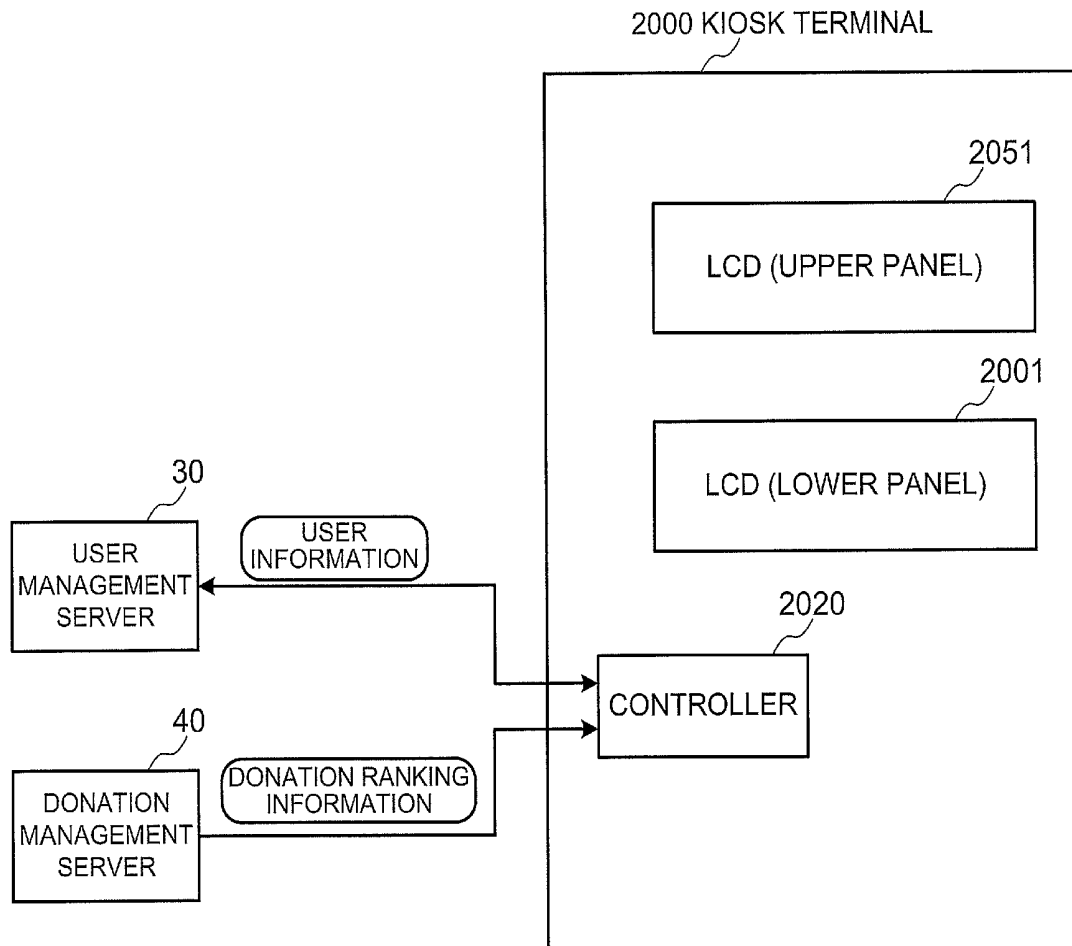 2000 KIOSK TERMINAL
2051
LCD (UPPER PANEL)
2001
LCD (LOWER PANEL)
30
USER
MANAGEMENT
SERVER
USER
INFORMATION
2020
CONTROLLER
40
DONATION
MANAGEMENT
SERVER
DONATION RANKING
INFORMATION